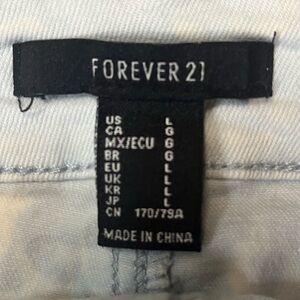 FOREVER 21
US L
CA G
MX/ECU G
BR G
EU L
UK L
KR L
JP L
CN 170/79A
MADE IN CHINA